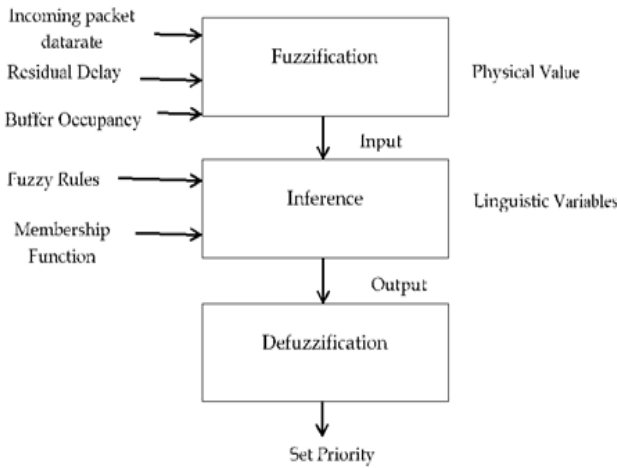 Incoming packet
datarate
Fuzzification
Residual Delay
Physical Value
Buffer Occupancy
Input
Fuzzy Rules
Inference
Linguistic Variables
Membership
Function
Output
Defuzzification
Set Priority